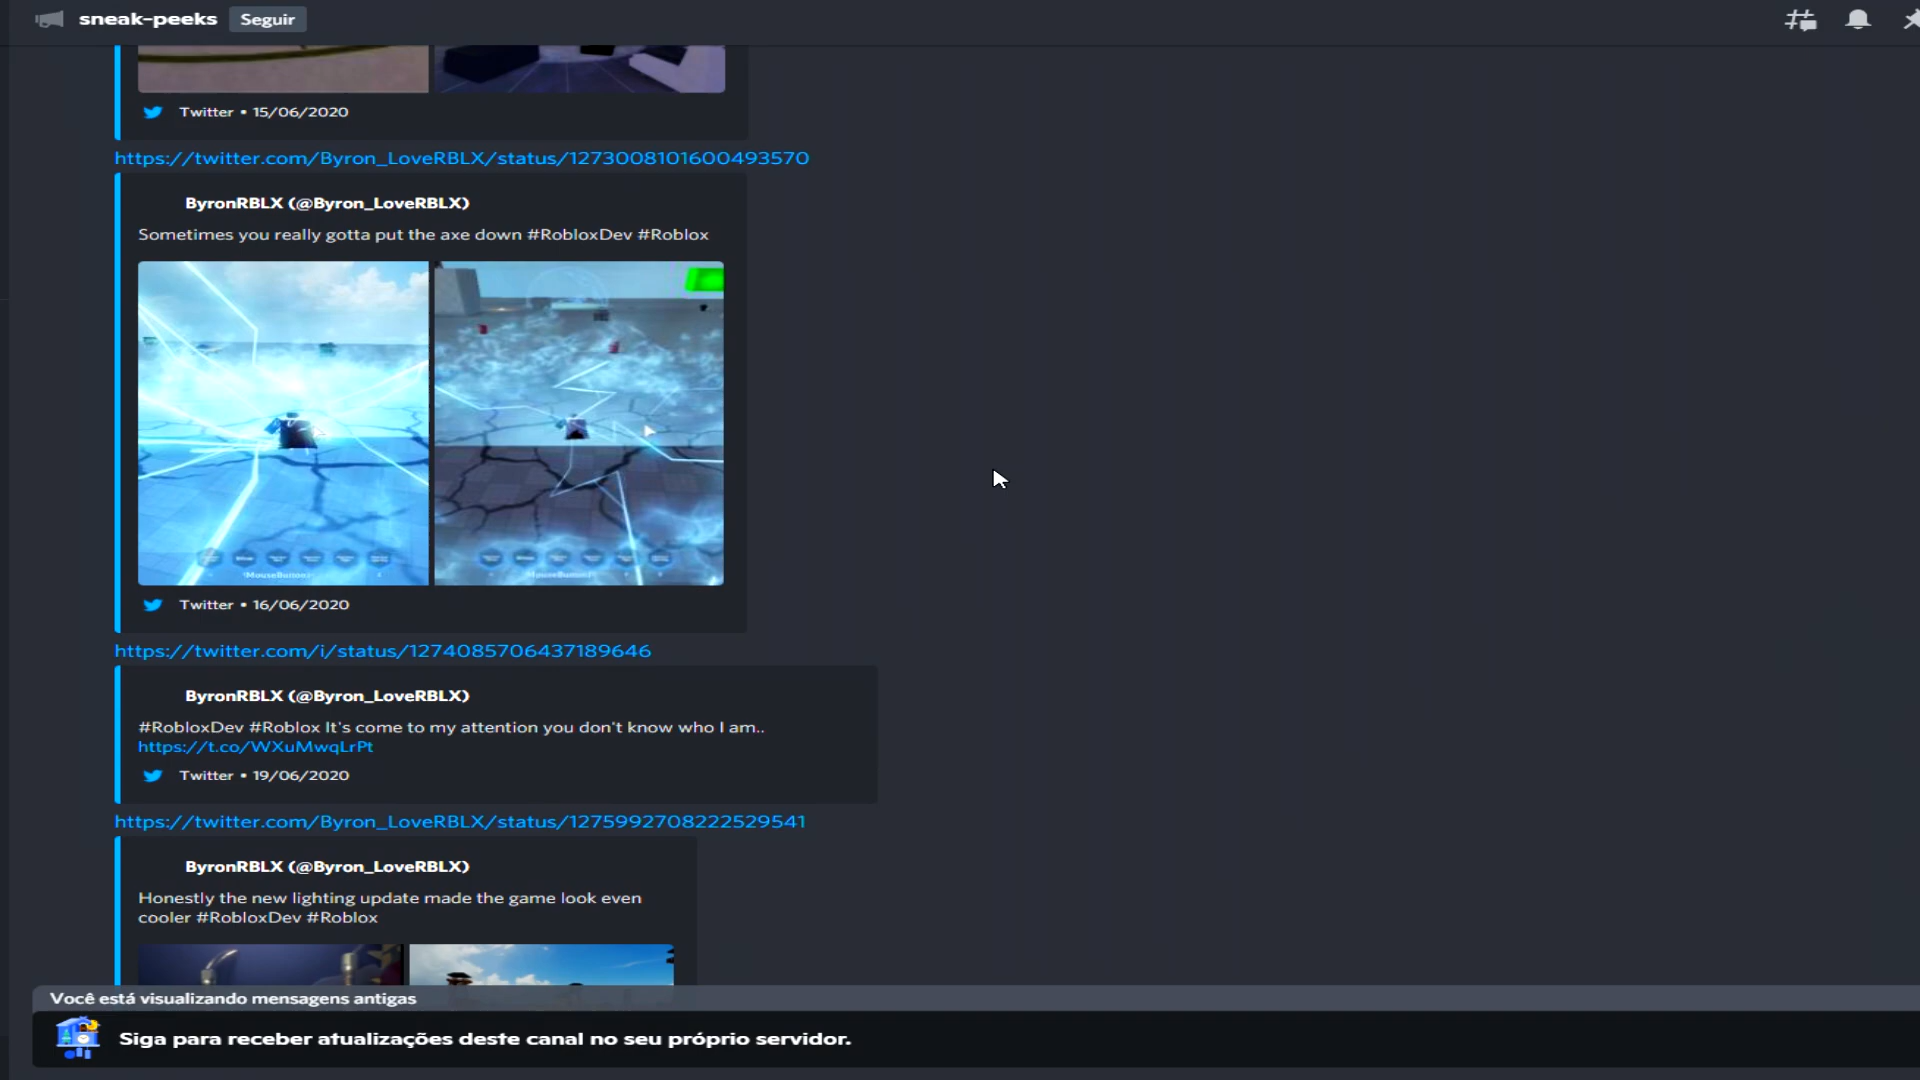 sneak-peeks Seguir
Twitter • 15/06/2020
https://twitter.com/Byron_LoveRBLX/status/1273008101600493570
ByronRBLX (@Byron_LoveRBLX)
Sometimes you really gotta put the axe down #RobloxDev #Roblox
Twitter • 16/06/2020
https://twitter.com/i/status/1274085706437189646
ByronRBLX (@Byron_LoveRBLX)
#RobloxDev #Roblox It's come to my attention you don't know who I am..
https://t.co/WXuMwqLrPt
Twitter • 19/06/2020
https://twitter.com/Byron_LoveRBLX/status/1275992708222529541
ByronRBLX (@Byron_LoveRBLX)
Honestly the new lighting update made the game look even
cooler #RobloxDev #Roblox
Você está visualizando mensagens antigas
Siga para receber atualizações deste canal no seu próprio servidor.